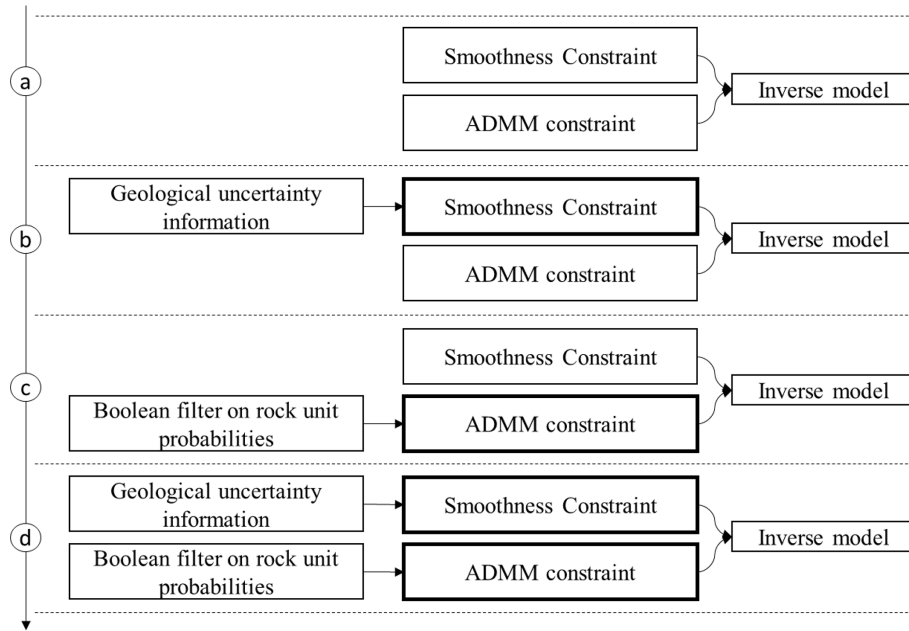 a
Smoothness Constraint
ADMM constraint
Inverse model
b
Geological uncertainty
information
Smoothness Constraint
ADMM constraint
Inverse model
c
Smoothness Constraint
Boolean filter on rock unit
probabilities
ADMM constraint
Inverse model
d
Geological uncertainty
information
Smoothness Constraint
Boolean filter on rock unit
probabilities
ADMM constraint
Inverse model